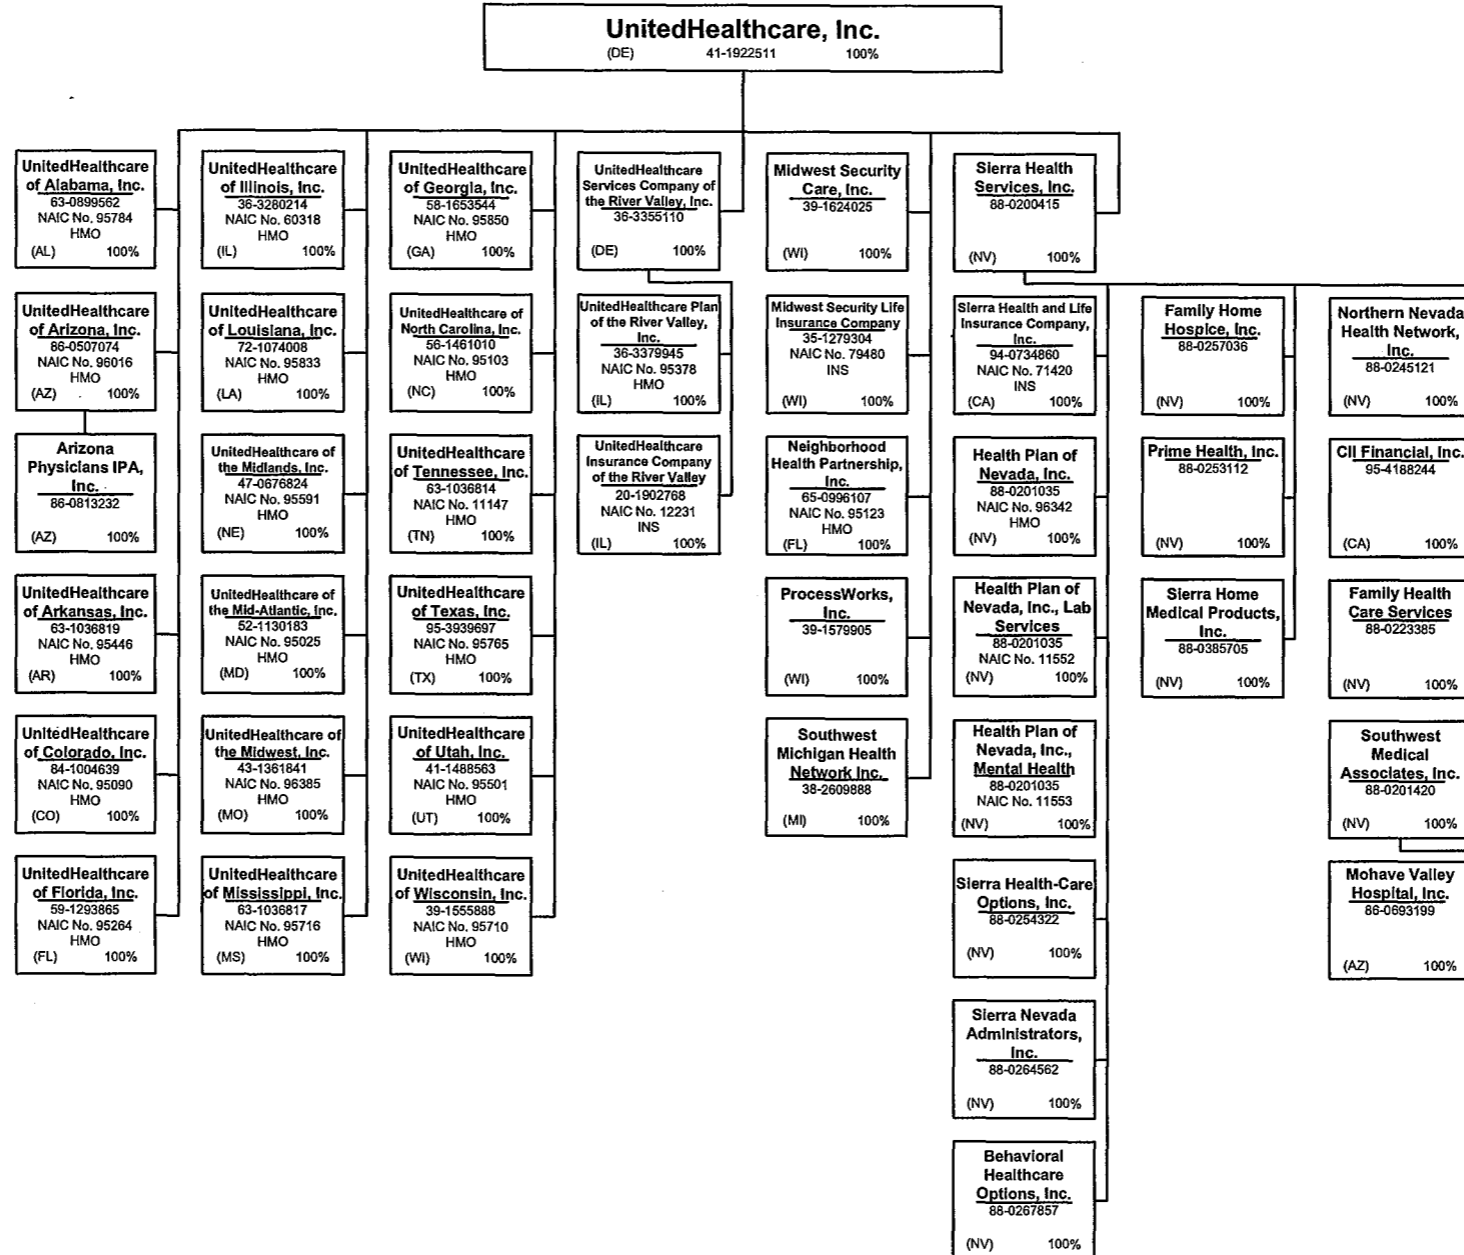 UnitedHealthcare, Inc.
(DE) 41-1922511 100%
UnitedHealthcare
of Alabama, Inc.
63-0899562
NAIC No. 95784
HMO
(AL) 100%
UnitedHealthcare
of Arizona, Inc.
86-0507074
NAIC No. 96016
HMO
(AZ) 100%
Arizona
Physicians IPA,
Inc.
86-0813232
(AZ) 100%
UnitedHealthcare
of Arkansas, Inc.
63-1036819
NAIC No. 95446
HMO
(AR) 100%
UnitedHealthcare
of Colorado, Inc.
84-1004639
NAIC No. 95090
HMO
(CO) 100%
UnitedHealthcare
of Florida, Inc.
59-1293865
NAIC No. 95264
HMO
(FL) 100%
UnitedHealthcare
of Illinois, Inc.
36-3280214
NAIC No. 60318
HMO
(IL) 100%
UnitedHealthcare
of Louisiana, Inc.
72-1074008
NAIC No. 95833
HMO
(LA) 100%
UnitedHealthcare of
the Midlands, Inc.
47-0676824
NAIC No. 95591
HMO
(NE) 100%
UnitedHealthcare of
the Mid-Atlantic, Inc.
52-1130183
NAIC No. 95025
HMO
(MD) 100%
UnitedHealthcare of
the Midwest, Inc.
43-1361841
NAIC No. 96385
HMO
(MO) 100%
UnitedHealthcare
of Mississippi, Inc.
63-1036817
NAIC No. 95716
HMO
(MS) 100%
UnitedHealthcare
of Georgia, Inc.
58-1653544
NAIC No. 95850
HMO
(GA) 100%
UnitedHealthcare of
North Carolina, Inc.
56-1461010
NAIC No. 95103
HMO
(NC) 100%
UnitedHealthcare
of Tennessee, Inc.
63-1036814
NAIC No. 11147
HMO
(TN) 100%
UnitedHealthcare
of Texas, Inc.
95-3939697
NAIC No. 95765
HMO
(TX) 100%
UnitedHealthcare
of Utah, Inc.
41-1488563
NAIC No. 95501
HMO
(UT) 100%
UnitedHealthcare
of Wisconsin, Inc.
39-1555888
NAIC No. 95710
HMO
(WI) 100%
UnitedHealthcare
Services Company of
the River Valley, Inc.
36-3355110
(DE) 100%
UnitedHealthcare Plan
of the River Valley,
Inc.
36-3379945
NAIC No. 95378
HMO
(IL) 100%
UnitedHealthcare
Insurance Company
of the River Valley
20-1902768
NAIC No. 12231
INS
(IL) 100%
Midwest Security
Care, Inc.
39-1624025
(WI) 100%
Midwest Security Life
Insurance Company
35-1279304
NAIC No. 79480
INS
(WI) 100%
Neighborhood
Health Partnership,
Inc.
65-0996107
NAIC No. 95123
HMO
(FL) 100%
ProcessWorks,
Inc.
39-1579905
(WI) 100%
Southwest
Michigan Health
Network Inc.
38-2609888
(MI) 100%
Sierra Health
Services, Inc.
88-0200415
(NV) 100%
Sierra Health and Life
Insurance Company,
Inc.
94-0734860
NAIC No. 71420
INS
(CA) 100%
Health Plan of
Nevada, Inc.
88-0201035
NAIC No. 96342
HMO
(NV) 100%
Health Plan of
Nevada, Inc., Lab
Services
88-0201035
NAIC No. 11552
(NV) 100%
Health Plan of
Nevada, Inc.,
Mental Health
88-0201035
NAIC No. 11553
(NV) 100%
Sierra Health-Care
Options, Inc.
88-0254322
(NV) 100%
Sierra Nevada
Administrators,
Inc.
88-0264562
(NV) 100%
Behavioral
Healthcare
Options, Inc.
88-0267857
(NV) 100%
Family Home
Hospice, Inc.
88-0257036
(NV) 100%
Prime Health, Inc.
88-0253112
(NV) 100%
Sierra Home
Medical Products,
Inc.
88-0385705
(NV) 100%
Northern Nevada
Health Network,
Inc.
88-0245121
(NV) 100%
CII Financial, Inc.
95-4188244
(CA) 100%
Family Health
Care Services
88-0223385
(NV) 100%
Southwest
Medical
Associates, Inc.
88-0201420
(NV) 100%
Mohave Valley
Hospital, Inc.
86-0693199
(AZ) 100%